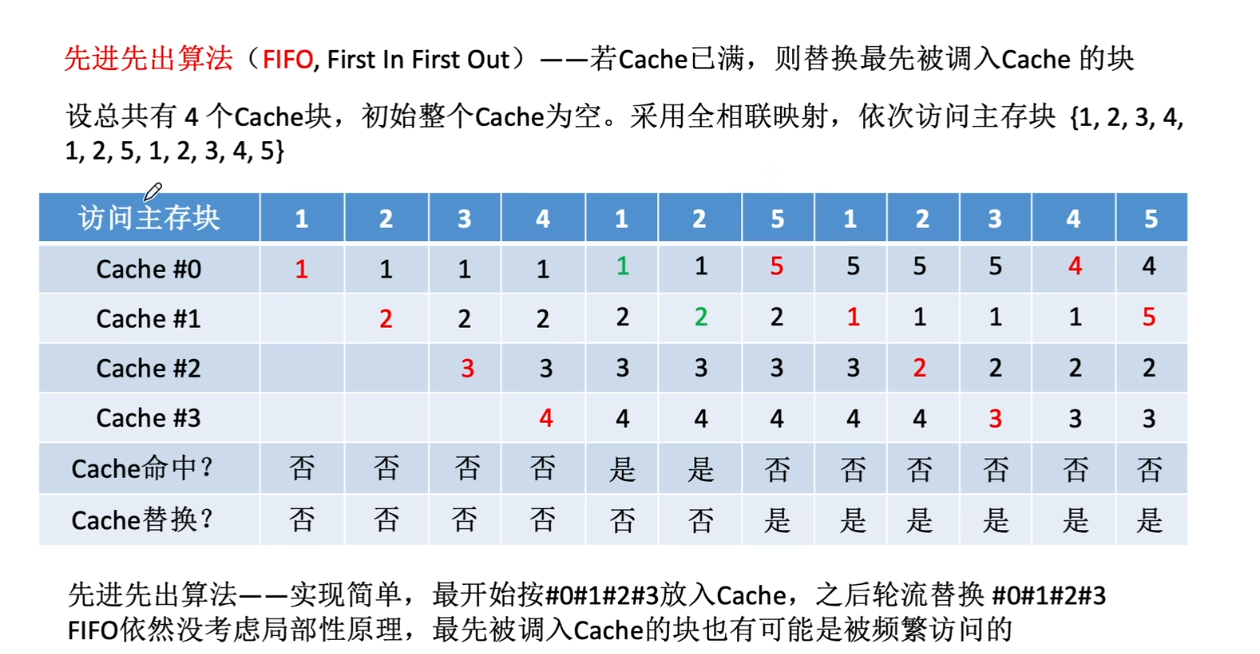 先进先出算法（FIFO, First In First Out）——若Cache已满，则替换最先被调入Cache 的块
设总共有 4 个Cache块，初始整个Cache为空。采用全相联映射，依次访问主存块 {1, 2, 3, 4,
1, 2, 5, 1, 2, 3, 4, 5}
访问主存块 1 2 3 4 1 2 5 1 2 3 4 5
Cache #0 1 1 1 1 1 1 5 5 5 5 4 4
Cache #1 2 2 2 2 2 2 1 1 1 1 5
Cache #2 3 3 3 3 3 3 2 2 2 2
Cache #3 4 4 4 4 4 4 3 3 3
Cache命中？ 否 否 否 否 是 是 否 否 否 否 否 否
Cache替换？ 否 否 否 否 否 否 是 是 是 是 是 是
先进先出算法——实现简单，最开始按#0#1#2#3放入Cache，之后轮流替换 #0#1#2#3
FIFO依然没考虑局部性原理，最先被调入Cache的块也有可能是被频繁访问的